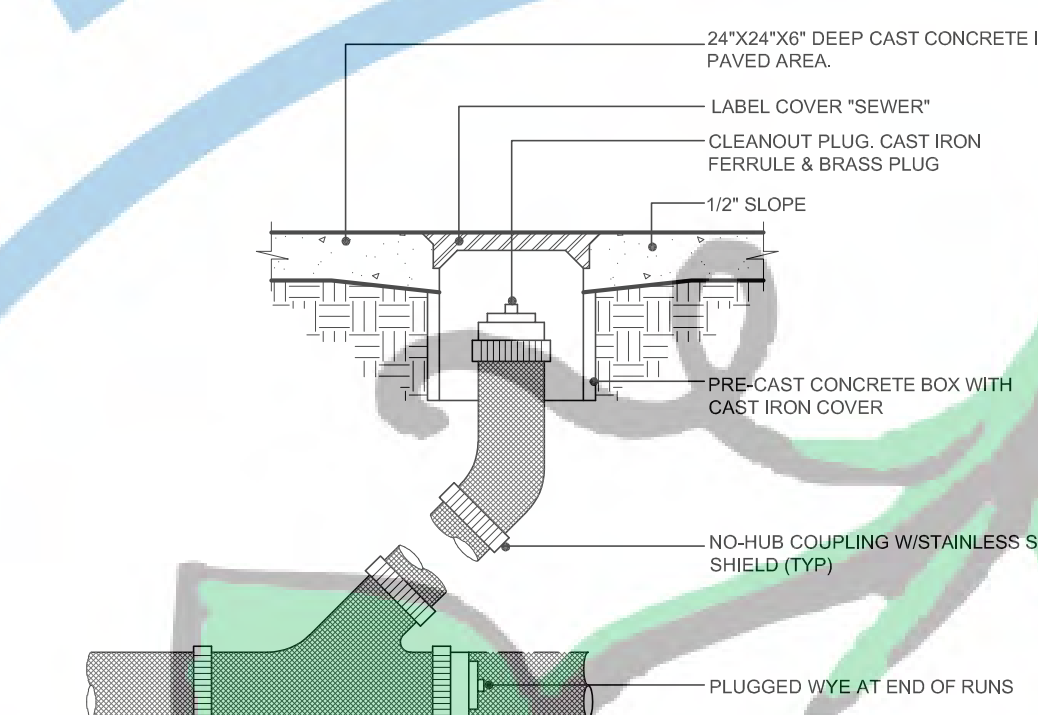 24"X24"X6" DEEP CAST CONCRETE
PAVED AREA.
LABEL COVER "SEWER"
CLEANOUT PLUG. CAST IRON
FERRULE & BRASS PLUG
1/2" SLOPE
PRE-CAST CONCRETE BOX WITH
CAST IRON COVER
NO-HUB COUPLING W/STAINLESS
SHIELD (TYP)
PLUGGED WYE AT END OF RUNS